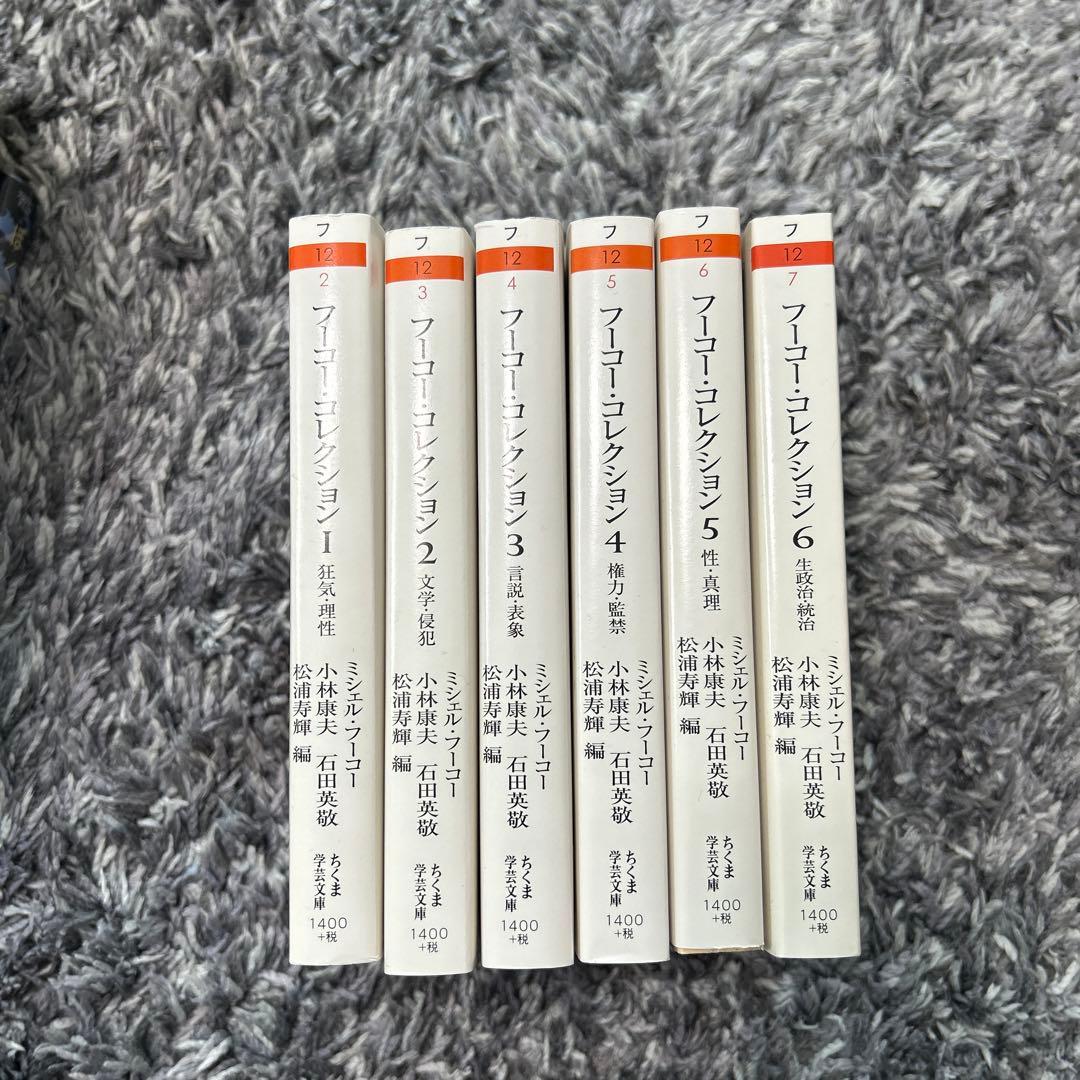 フ
12
2
フーコー・コレクション1
狂気・理性
ミシェル・フーコー
小林康夫 石田英敬
松浦寿輝 編
ちくま
学芸文庫
1400
+税
フ
12
3
フーコー・コレクション2
文学・侵犯
ミシェル・フーコー
小林康夫 石田英敬
松浦寿輝 編
ちくま
学芸文庫
1400
+税
フ
12
4
フーコー・コレクション3
言説・表象
ミシェル・フーコー
小林康夫 石田英敬
松浦寿輝 編
ちくま
学芸文庫
1400
+税
フ
12
5
フーコー・コレクション4
権力・監禁
ミシェル・フーコー
小林康夫 石田英敬
松浦寿輝 編
ちくま
学芸文庫
1400
+税
フ
12
6
フーコー・コレクション5
性・真理
ミシェル・フーコー
小林康夫 石田英敬
松浦寿輝 編
ちくま
学芸文庫
1400
+税
フ
12
7
フーコー・コレクション6
生政治・統治
ミシェル・フーコー
小林康夫 石田英敬
松浦寿輝 編
ちくま
学芸文庫
1400
+税